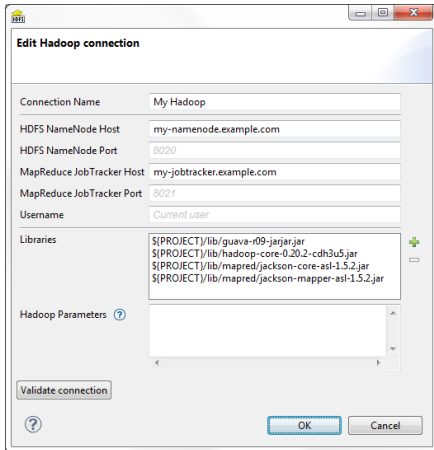 HDFS
Edit Hadoop connection
Connection Name My Hadoop
HDFS NameNode Host my-namenode.example.com
HDFS NameNode Port 8020
MapReduce JobTracker Host my-jobtracker.example.com
MapReduce JobTracker Port 8021
Username Current user
Libraries
${PROJECT}/lib/guava-r09-jarjar.jar
${PROJECT}/lib/hadoop-core-0.20.2-cdh3u5.jar
${PROJECT}/lib/mapred/jackson-core-asl-1.5.2.jar
${PROJECT}/lib/mapred/jackson-mapper-asl-1.5.2.jar
Hadoop Parameters ?
Validate connection
? OK Cancel